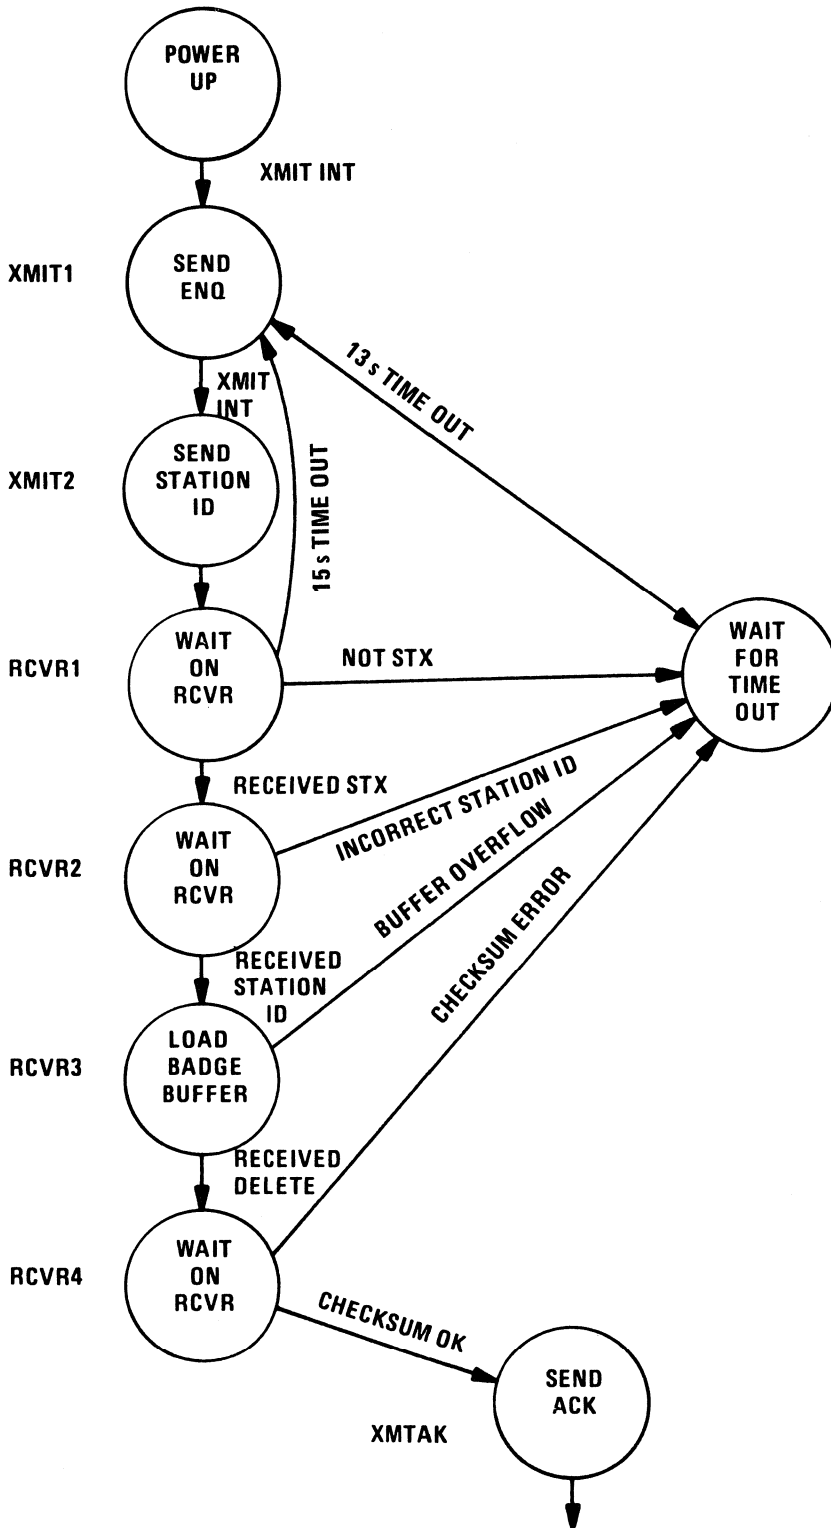 POWER
UP
XMIT INT
XMIT1
SEND
ENQ
XMIT
INT
13 s TIME OUT
XMIT2
SEND
STATION
ID
15 s TIME OUT
RCVR1
WAIT
ON
RCVR
NOT STX
WAIT
FOR
TIME
OUT
RECEIVED STX
INCORRECT STATION ID
RCVR2
WAIT
ON
RCVR
BUFFER OVERFLOW
RECEIVED
STATION
ID
CHECKSUM ERROR
RCVR3
LOAD
BADGE
BUFFER
RECEIVED
DELETE
RCVR4
WAIT
ON
RCVR
CHECKSUM OK
SEND
ACK
XMTAK